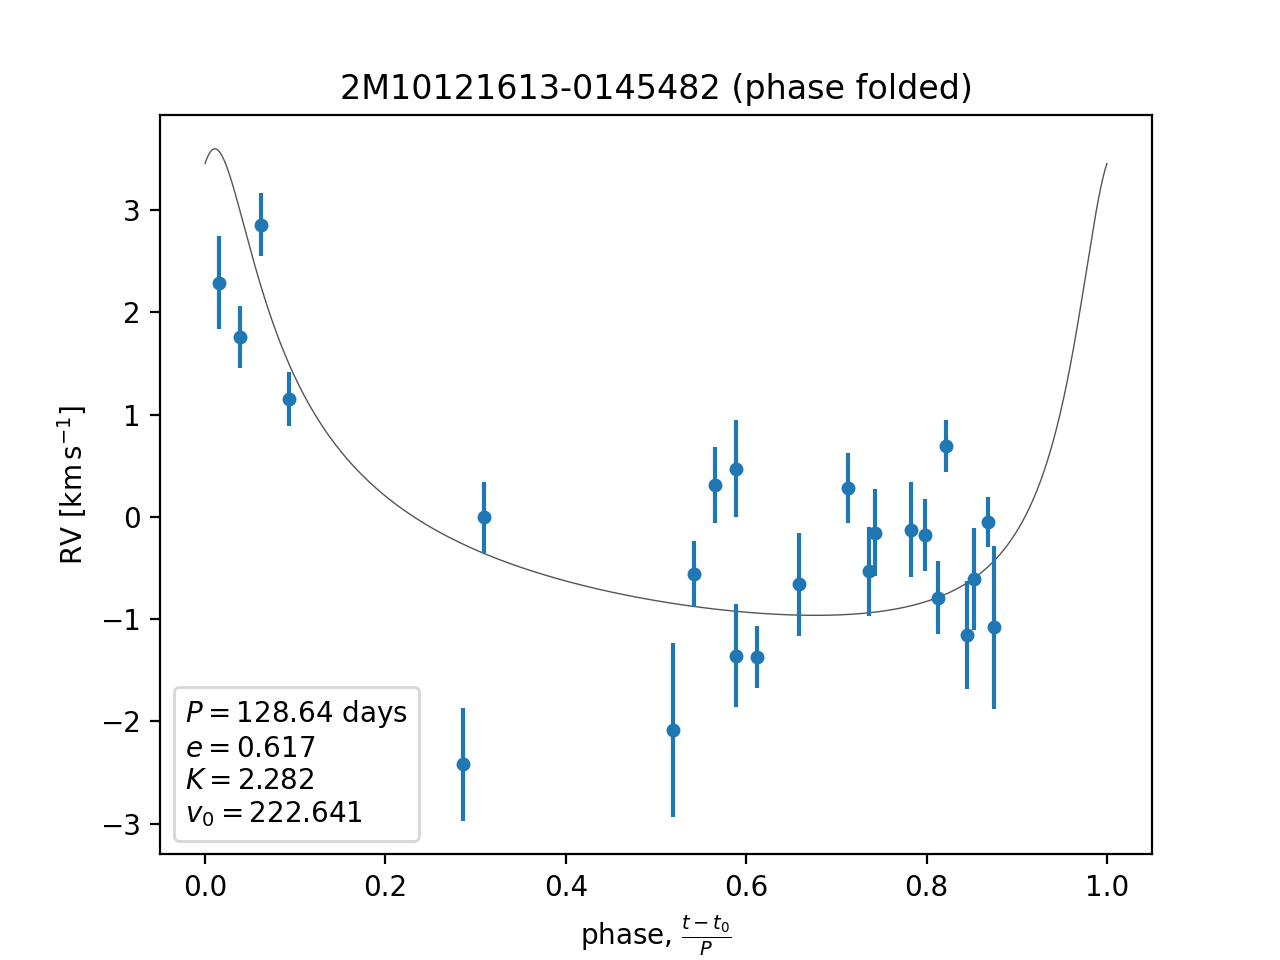 2M10121613-0145482 (phase folded)
RV [km s⁻¹]
3
2
1
0
−1
−2
−3
P = 128.64 days
e = 0.617
K = 2.282
v₀ = 222.641
0.0 0.2 0.4 0.6 0.8 1.0
phase, (t − t₀)/P